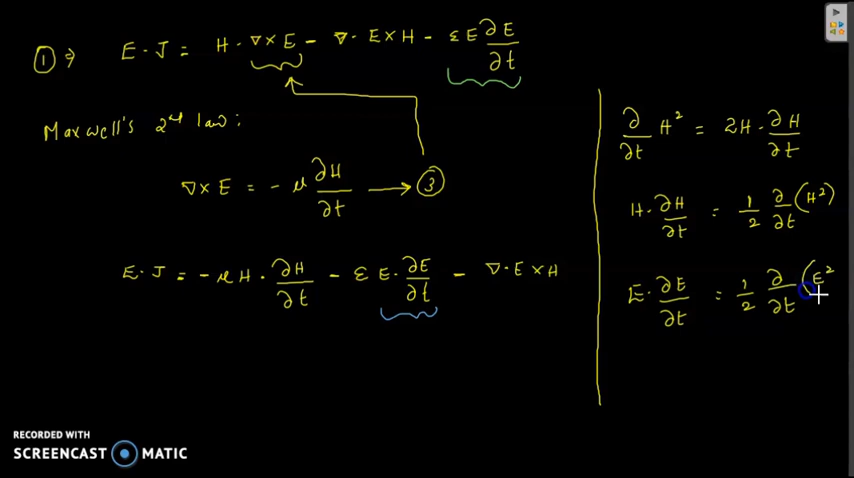 ① ⇒ E · J = H · ∇×E − ∇ · E×H − ε E ∂E/∂t
Maxwell's 2nd law :
∇×E = − μ ∂H/∂t → ③
E · J = − μ H · ∂H/∂t − ε E · ∂E/∂t − ∇ · E×H
∂/∂t H² = 2H · ∂H/∂t
H · ∂H/∂t = 1/2 ∂/∂t (H²)
E · ∂E/∂t = 1/2 ∂/∂t (E²
RECORDED WITH
SCREENCAST MATIC